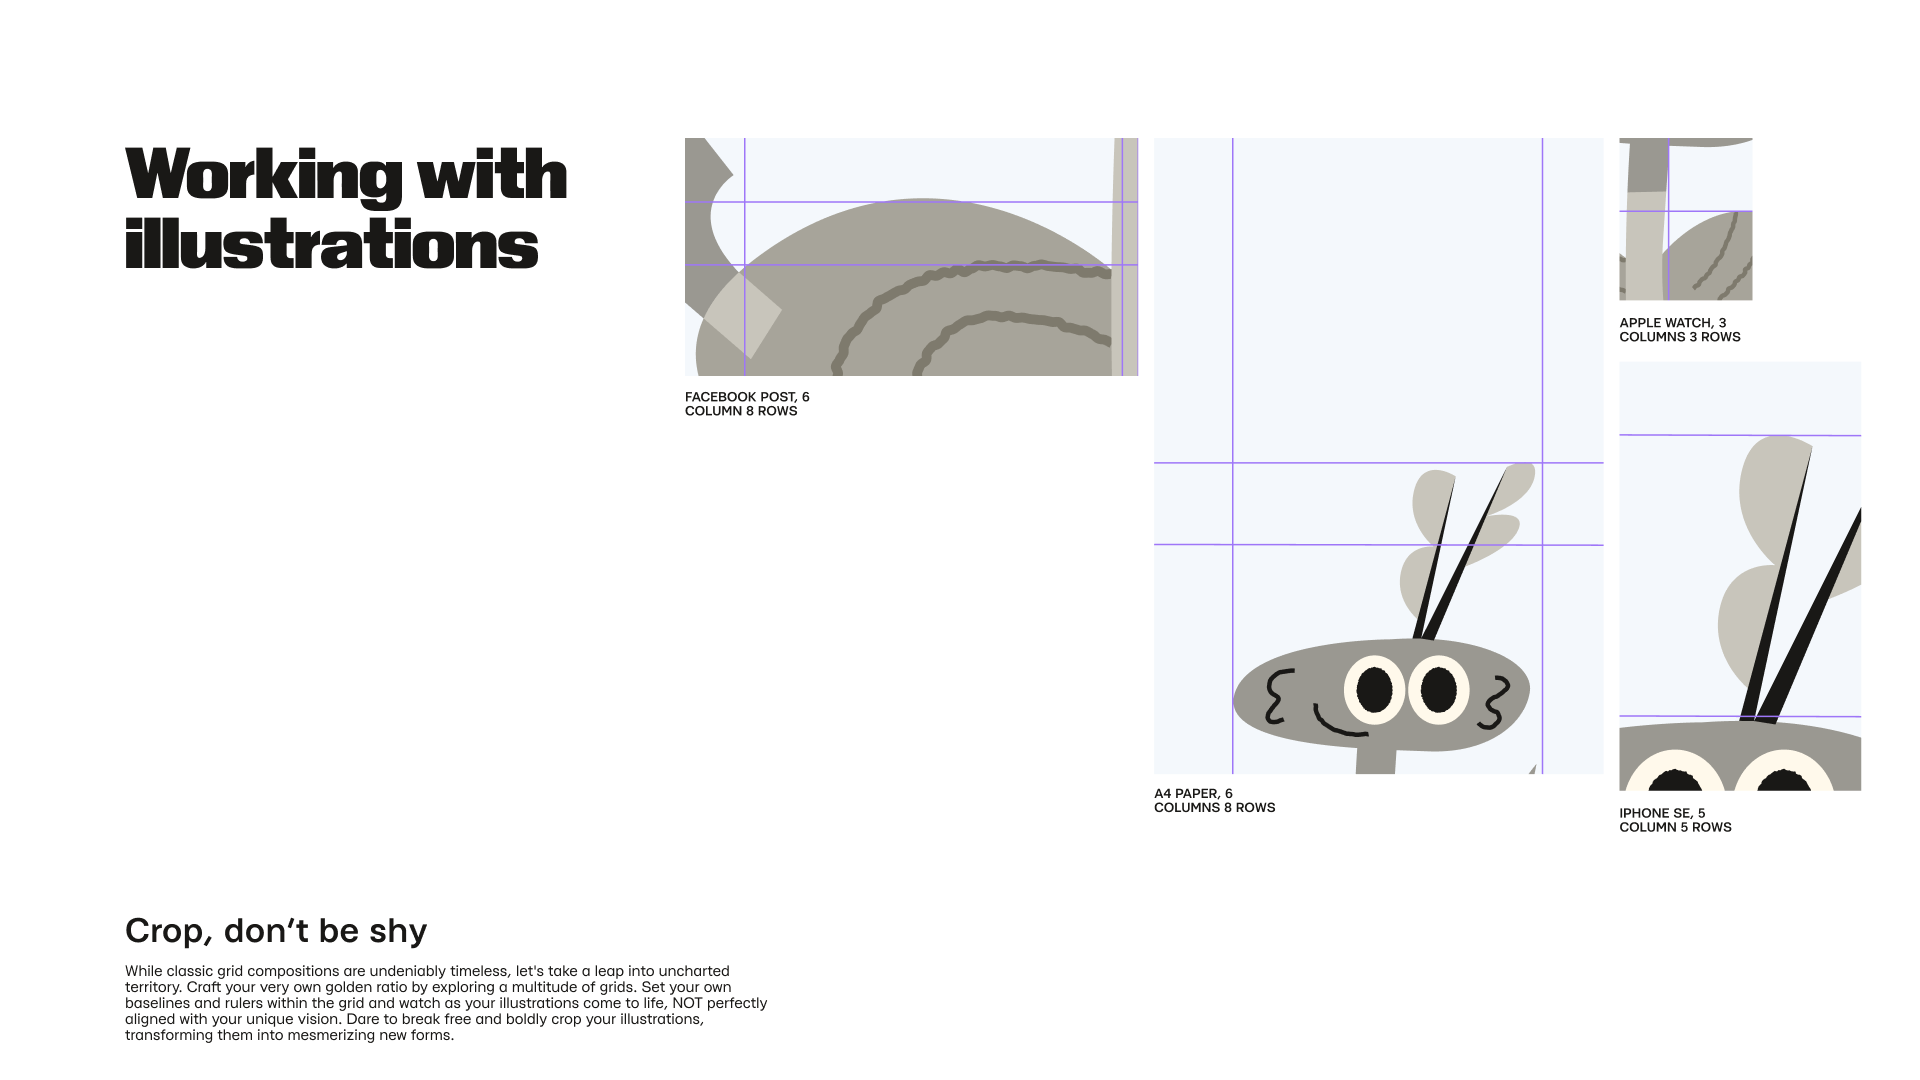 Working with
illustrations
FACEBOOK POST, 6
COLUMN 8 ROWS
A4 PAPER, 6
COLUMNS 8 ROWS
APPLE WATCH, 3
COLUMNS 3 ROWS
IPHONE SE, 5
COLUMN 5 ROWS
Crop, don’t be shy
While classic grid compositions are undeniably timeless, let's take a leap into uncharted
territory. Craft your very own golden ratio by exploring a multitude of grids. Set your own
baselines and rulers within the grid and watch as your illustrations come to life, NOT perfectly
aligned with your unique vision. Dare to break free and boldly crop your illustrations,
transforming them into mesmerizing new forms.